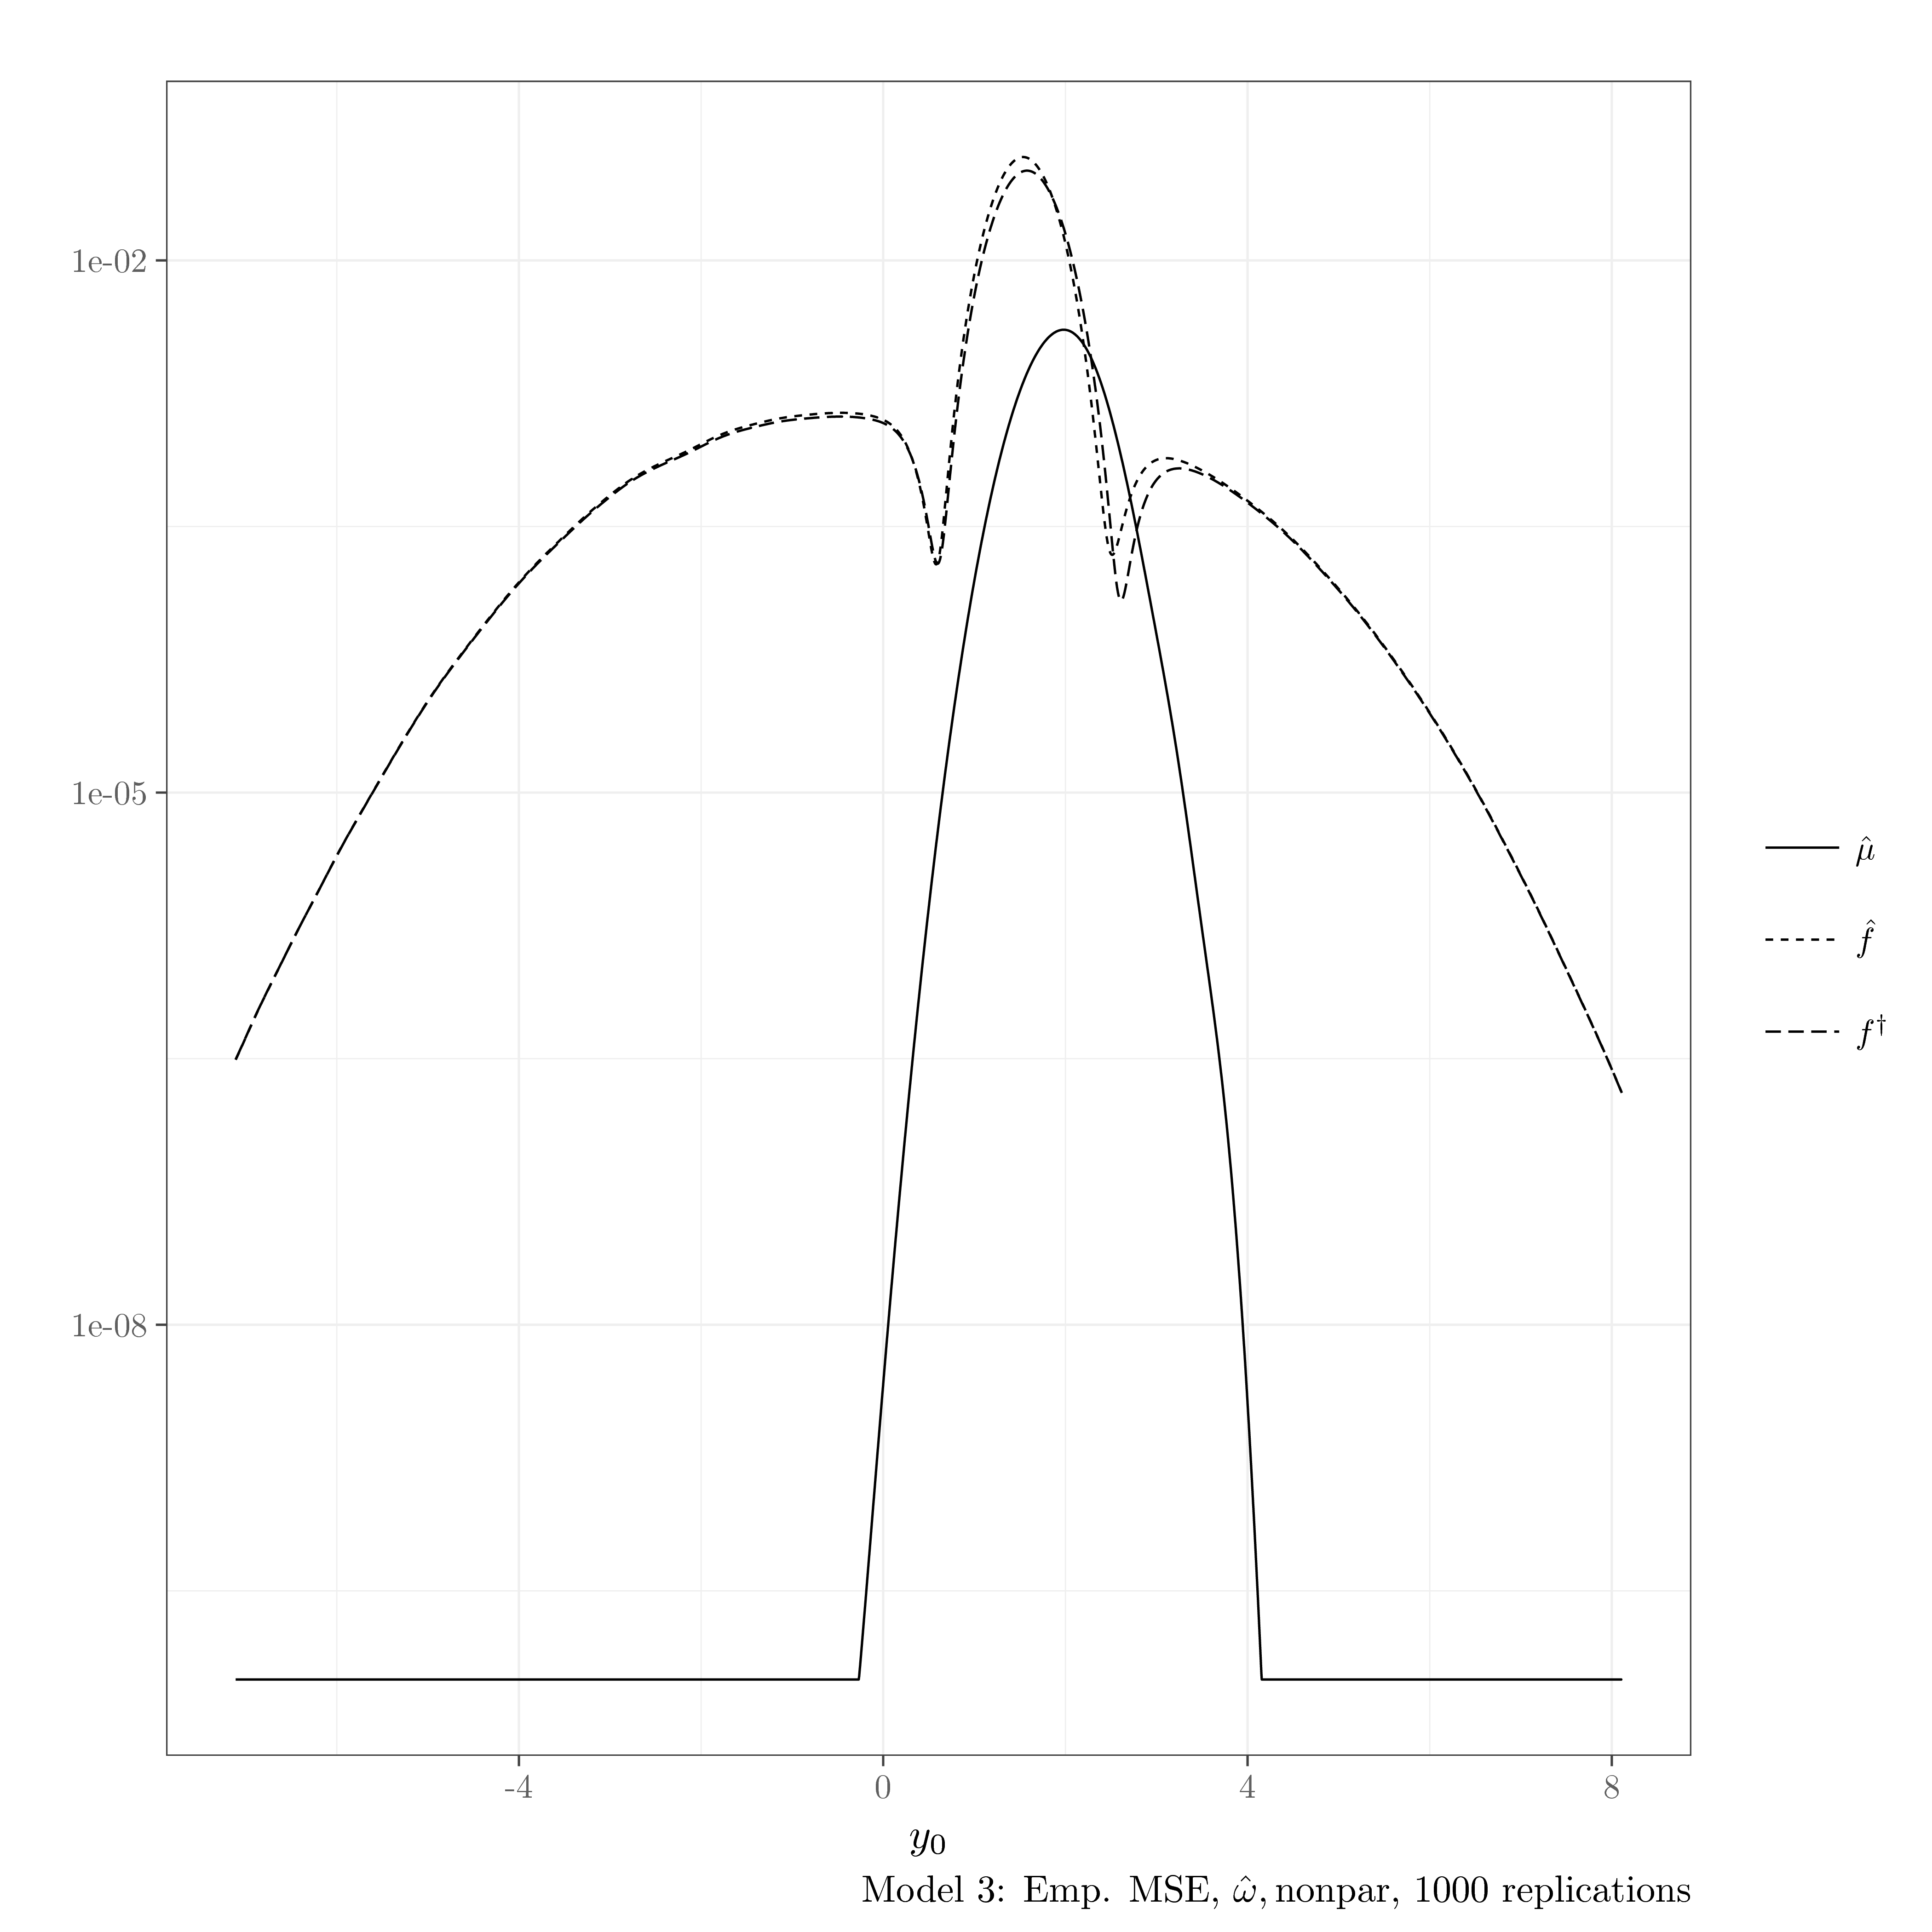 1e-02
1e-05
1e-08
-4 0 4 8
y₀
μ̂
f̂
f†
Model 3: Emp. MSE, ω̂, nonpar, 1000 replications